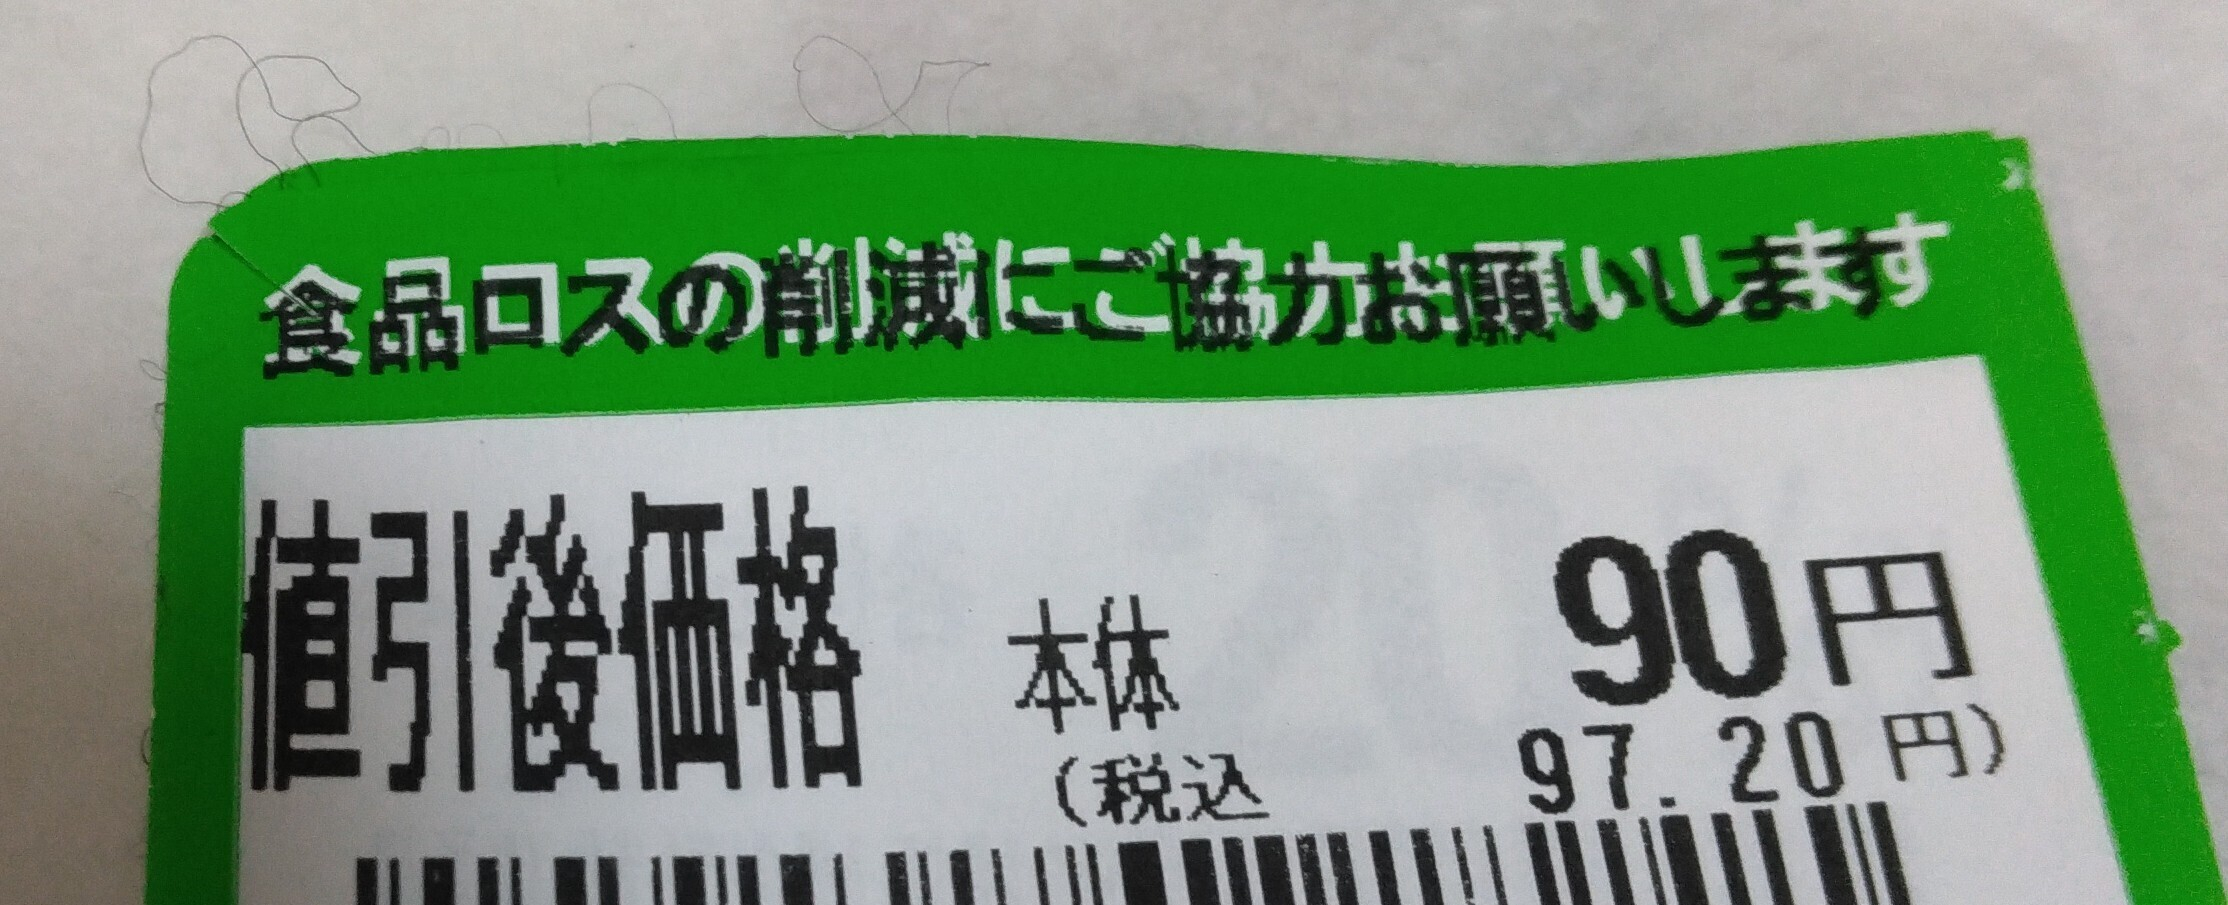 食品ロスの削減にご協力お願いします
値引後価格 本体 90円
(税込 97.20円)